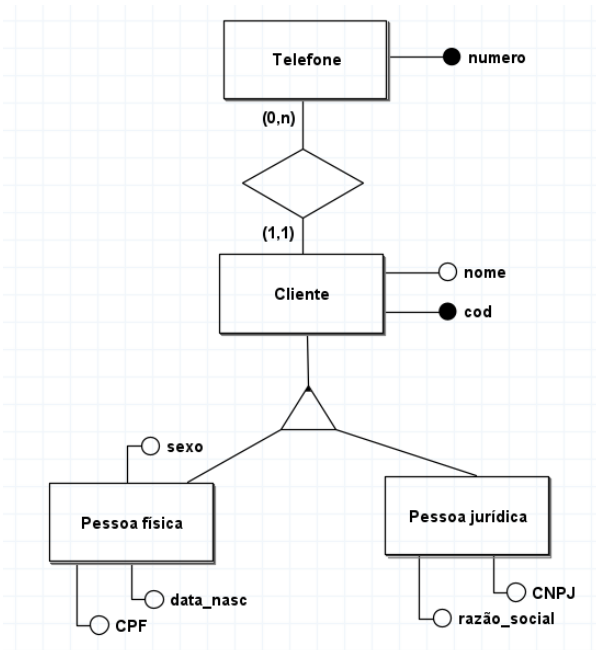 Telefone
numero
(0,n)
(1,1)
Cliente
nome
cod
sexo
Pessoa física
Pessoa jurídica
data_nasc
CPF
CNPJ
razão_social